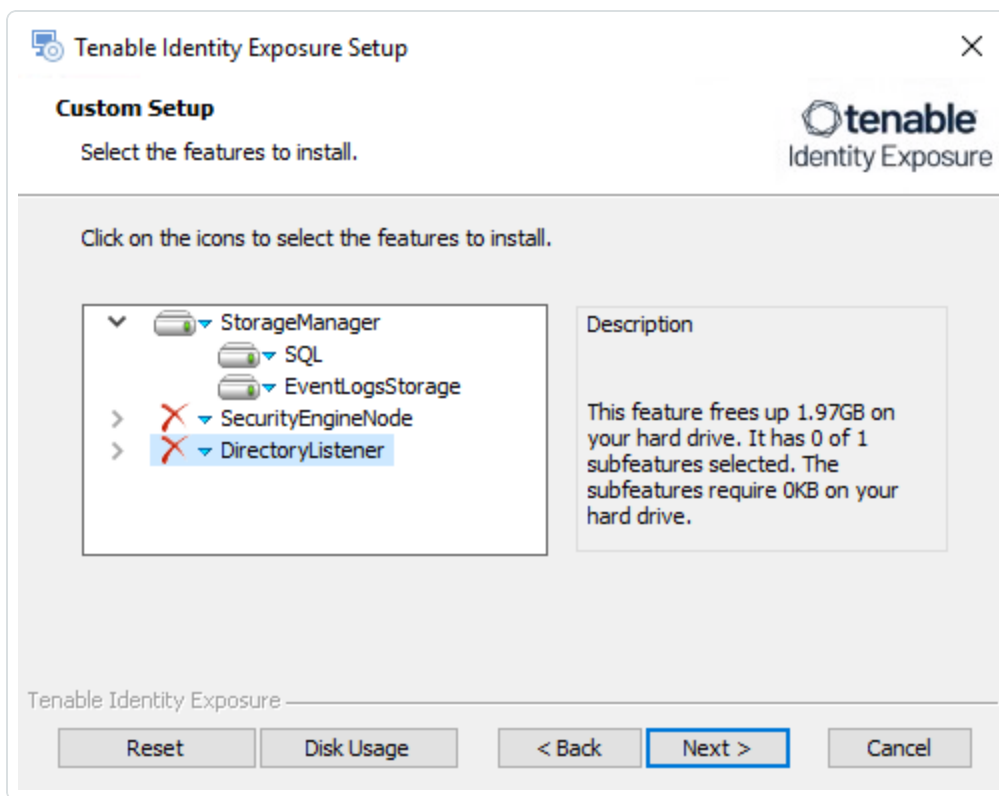 Tenable Identity Exposure Setup
Custom Setup
Select the features to install.
tenable
Identity Exposure
Click on the icons to select the features to install.
StorageManager
SQL
EventLogsStorage
SecurityEngineNode
DirectoryListener
Description
This feature frees up 1.97GB on
your hard drive. It has 0 of 1
subfeatures selected. The
subfeatures require 0KB on your
hard drive.
Tenable Identity Exposure
Reset
Disk Usage
< Back
Next >
Cancel